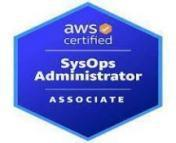 aws
certified
SysOps
Administrator
ASSOCIATE